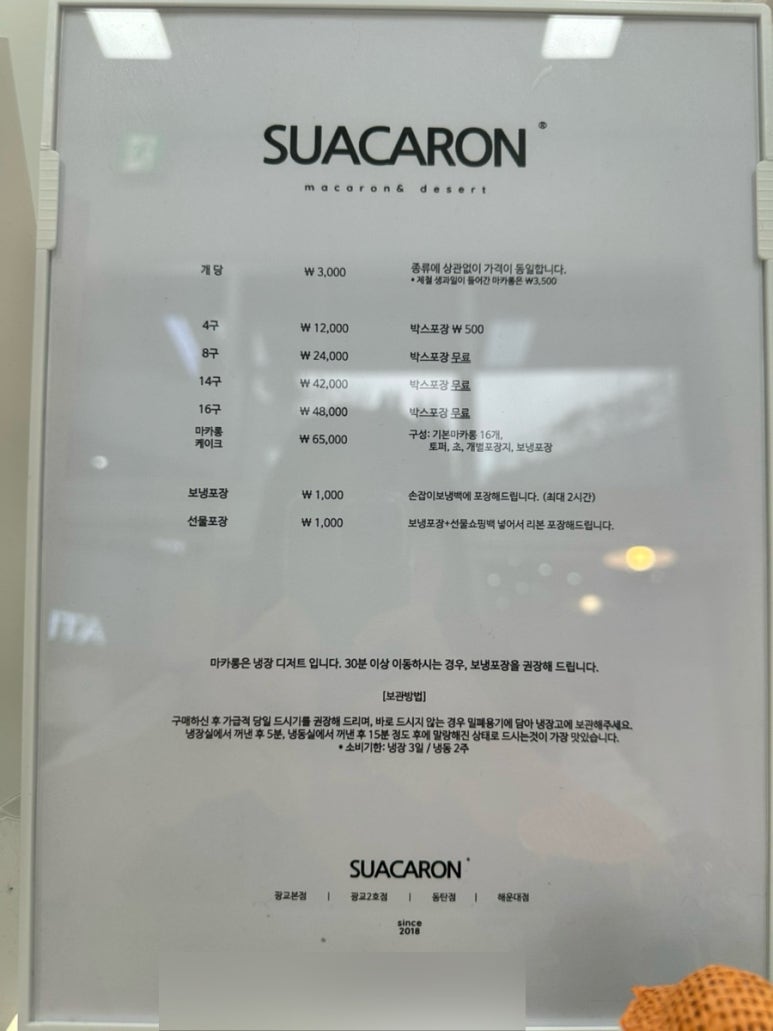 SUACARON®
macaron& desert
개당 ₩ 3,000 종류에 상관없이 가격이 동일합니다.
• 제철 생과일이 들어간 마카롱은 ₩3,500
4구 ₩ 12,000 박스포장 ₩ 500
8구 ₩ 24,000 박스포장 무료
14구 ₩ 42,000 박스포장 무료
16구 ₩ 48,000 박스포장 무료
마카롱
케이크 ₩ 65,000 구성: 기본마카롱 16개,
토퍼, 초, 개별포장지, 보냉포장
보냉포장 ₩ 1,000 손잡이보냉백에 포장해드립니다. (최대 2시간)
선물포장 ₩ 1,000 보냉포장+선물쇼핑백 넣어서 리본 포장해드립니다.
마카롱은 냉장 디저트 입니다. 30분 이상 이동하시는 경우, 보냉포장을 권장해 드립니다.
[보관방법]
구매하신 후 가급적 당일 드시기를 권장해 드리며, 바로 드시지 않는 경우 밀폐용기에 담아 냉장고에 보관해주세요.
냉장실에서 꺼낸 후 5분, 냉동실에서 꺼낸 후 15분 정도 후에 말랑해진 상태로 드시는것이 가장 맛있습니다.
• 소비기한: 냉장 3일 / 냉동 2주
SUACARON
광교본점 | 광교2호점 | 동탄점 | 해운대점
since
2018